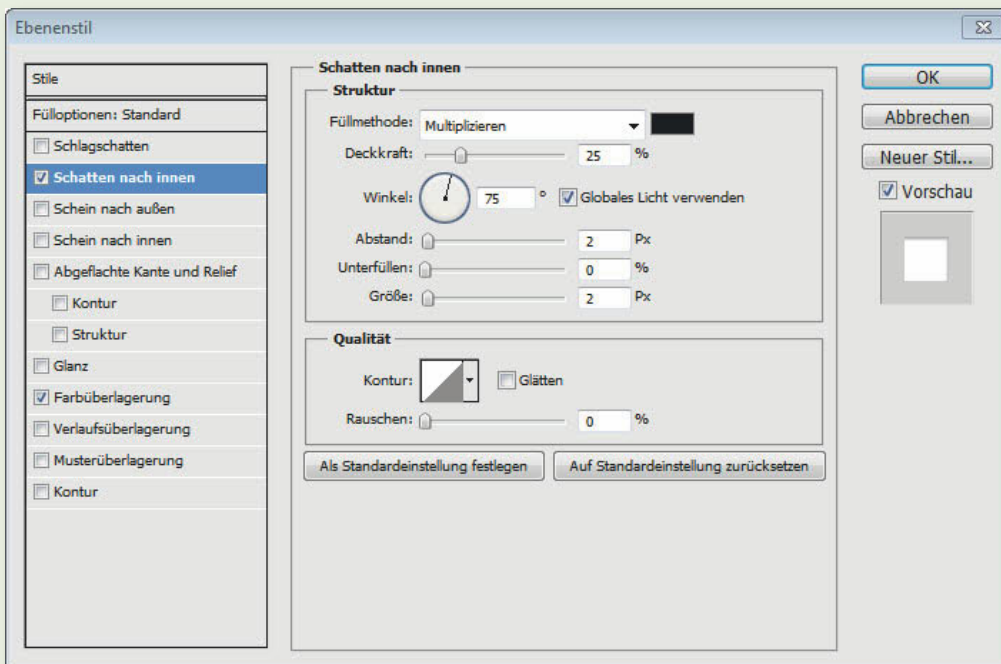 Ebenenstil
Stile
Fülloptionen: Standard
Schlagschatten
Schatten nach innen
Schein nach außen
Schein nach innen
Abgeflachte Kante und Relief
Kontur
Struktur
Glanz
Farbüberlagerung
Verlaufsüberlagerung
Musterüberlagerung
Kontur
Schatten nach innen
Struktur
Füllmethode: Multiplizieren
Deckkraft: 25 %
Winkel: 75 ° Globales Licht verwenden
Abstand: 2 Px
Unterfüllen: 0 %
Größe: 2 Px
Qualität
Kontur: Glätten
Rauschen: 0 %
Als Standardeinstellung festlegen Auf Standardeinstellung zurücksetzen
OK
Abbrechen
Neuer Stil...
Vorschau